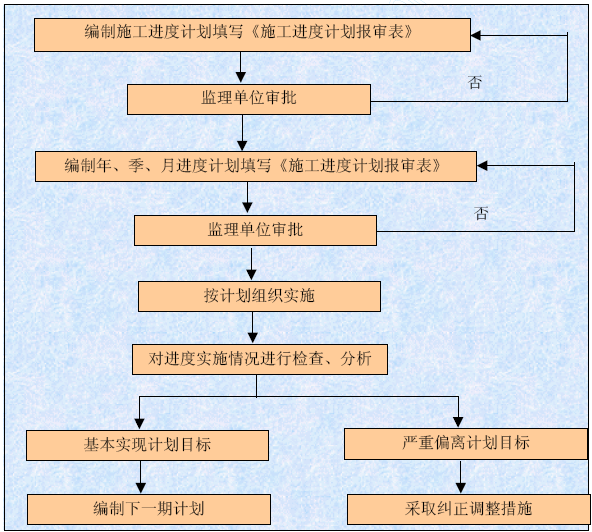 编制施工进度计划填写《施工进度计划报审表》
否
监理单位审批
编制年、季、月进度计划填写《施工进度计划报审表》
否
监理单位审批
按计划组织实施
对进度实施情况进行检查、分析
基本实现计划目标
严重偏离计划目标
编制下一期计划
采取纠正调整措施